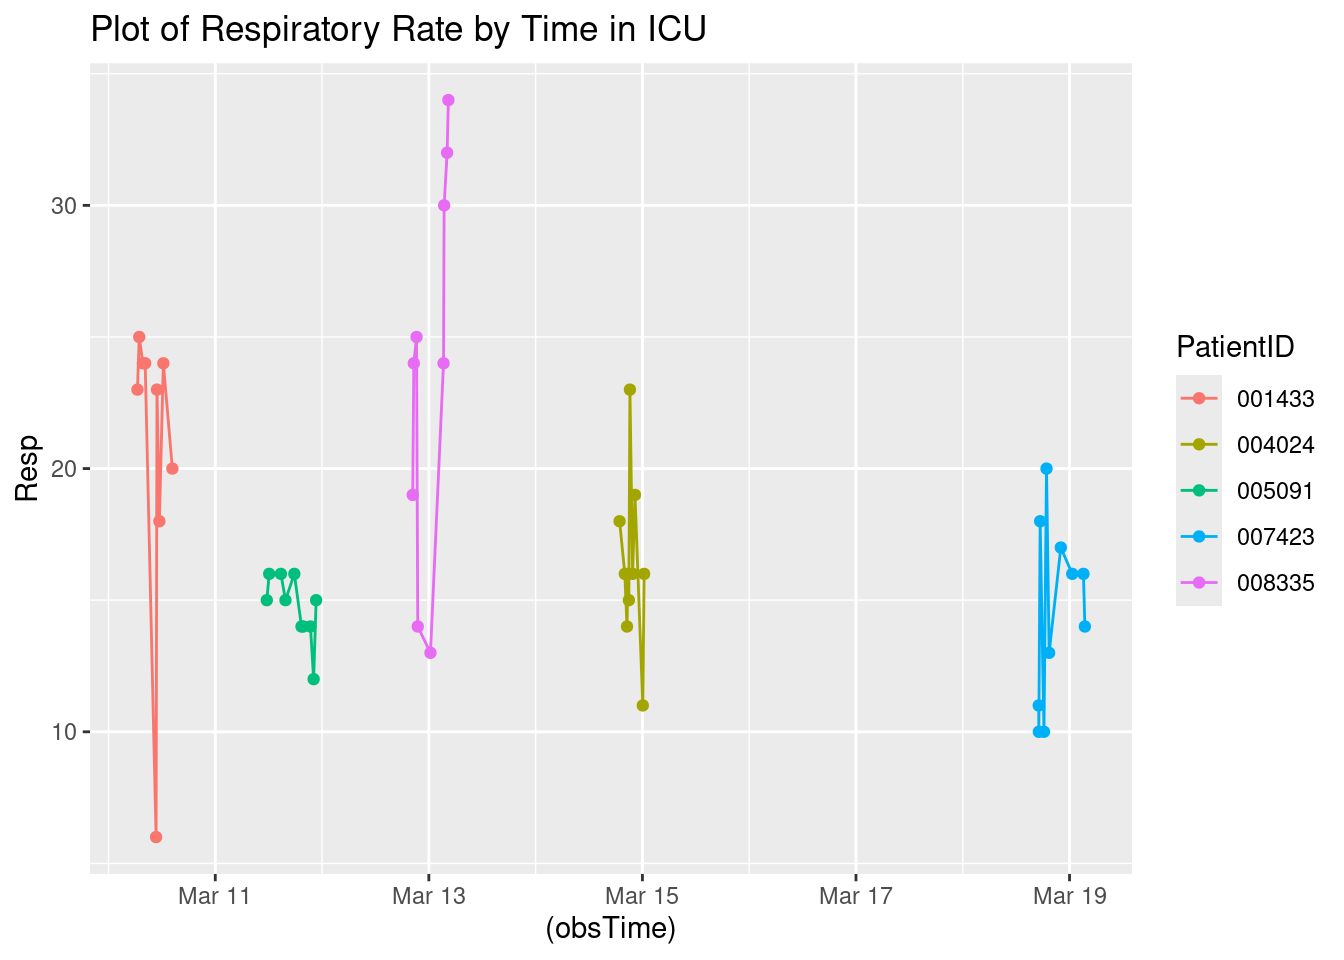 Plot of Respiratory Rate by Time in ICU
30
20
10
Resp
Mar 11
Mar 13
Mar 15
Mar 17
Mar 19
(obsTime)
PatientID
001433
004024
005091
007423
008335